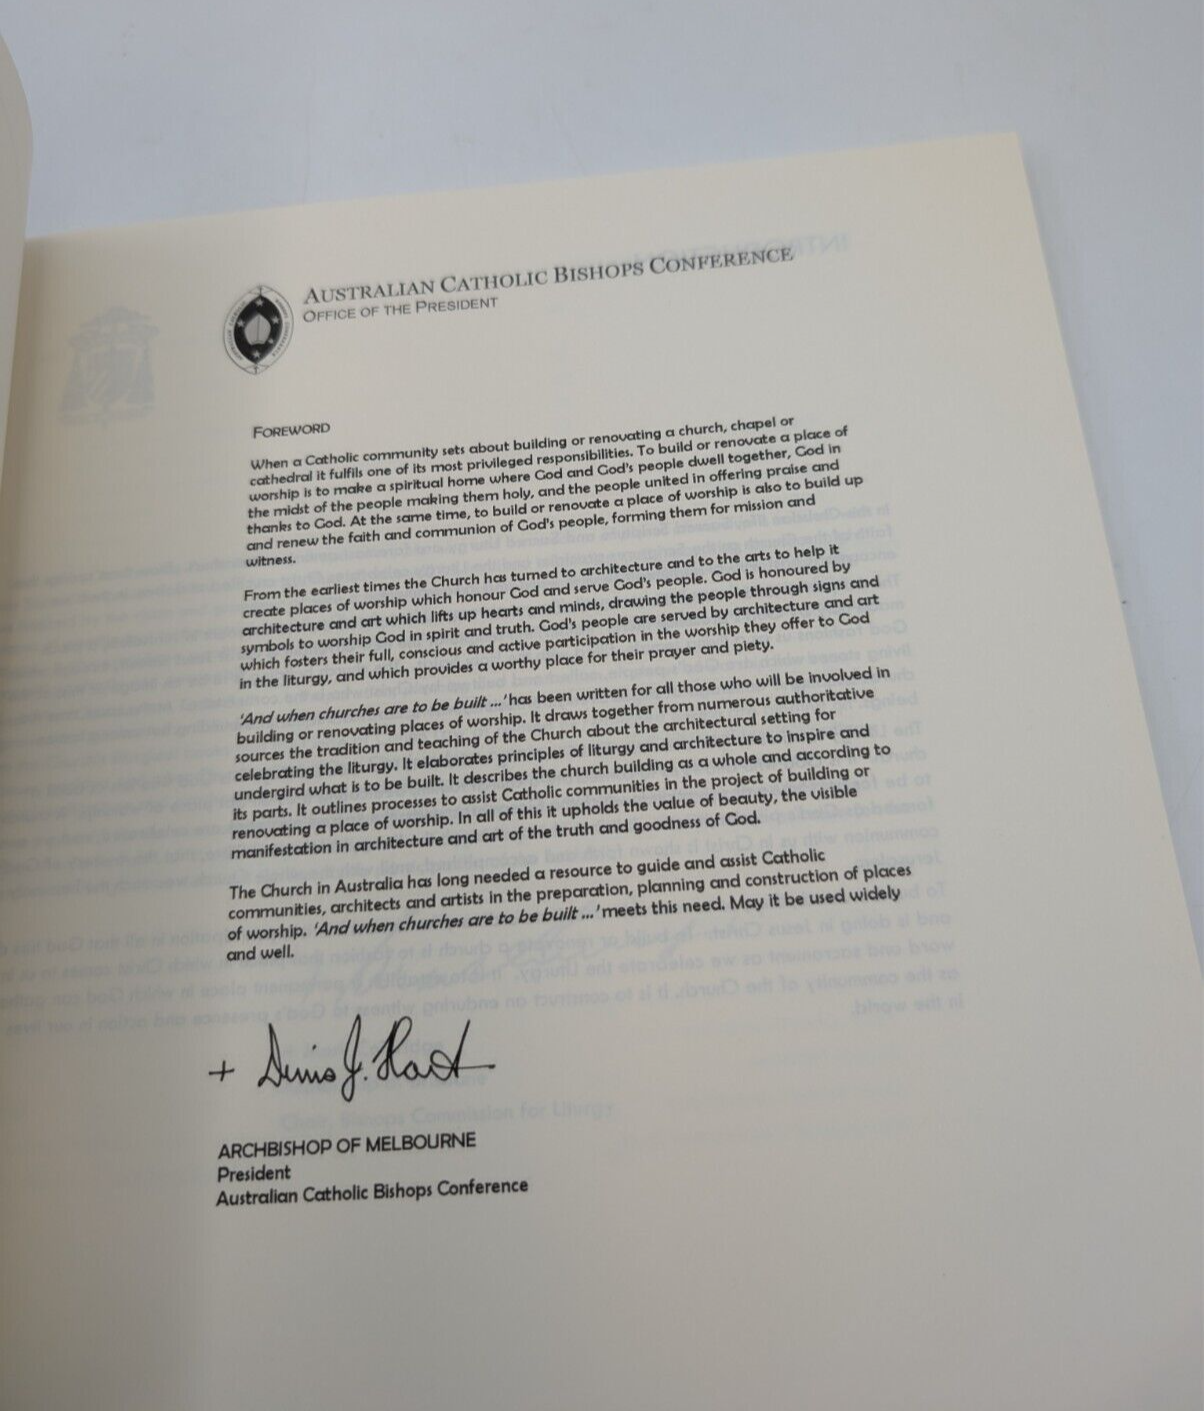 AUSTRALIAN CATHOLIC BISHOPS CONFERENCE
OFFICE OF THE PRESIDENT
FOREWORD
When a Catholic community sets about building or renovating a church, chapel or
cathedral it fulfils one of its most privileged responsibilities. To build or renovate a place of
worship is to make a spiritual home where God and God's people dwell together, God in
the midst of the people making them holy, and the people united in offering praise and
thanks to God. At the same time, to build or renovate a place of worship is also to build up
and renew the faith and communion of God's people, forming them for mission and
witness.
From the earliest times the Church has turned to architecture and to the arts to help it
create places of worship which honour God and serve God's people. God is honoured by
architecture and art which lifts up hearts and minds, drawing the people through signs and
symbols to worship God in spirit and truth. God's people are served by architecture and art
which fosters their full, conscious and active participation in the worship they offer to God
in the liturgy, and which provides a worthy place for their prayer and piety.
'And when churches are to be built ...' has been written for all those who will be involved in
building or renovating places of worship. It draws together from numerous authoritative
sources the tradition and teaching of the Church about the architectural setting for
celebrating the liturgy. It elaborates principles of liturgy and architecture to inspire and
undergird what is to be built. It describes the church building as a whole and according to
its parts. It outlines processes to assist Catholic communities in the project of building or
renovating a place of worship. In all of this it upholds the value of beauty, the visible
manifestation in architecture and art of the truth and goodness of God.
The Church in Australia has long needed a resource to guide and assist Catholic
communities, architects and artists in the preparation, planning and construction of places
of worship. 'And when churches are to be built ...' meets this need. May it be used widely
and well.
+ Denis J. Hart
ARCHBISHOP OF MELBOURNE
President
Australian Catholic Bishops Conference